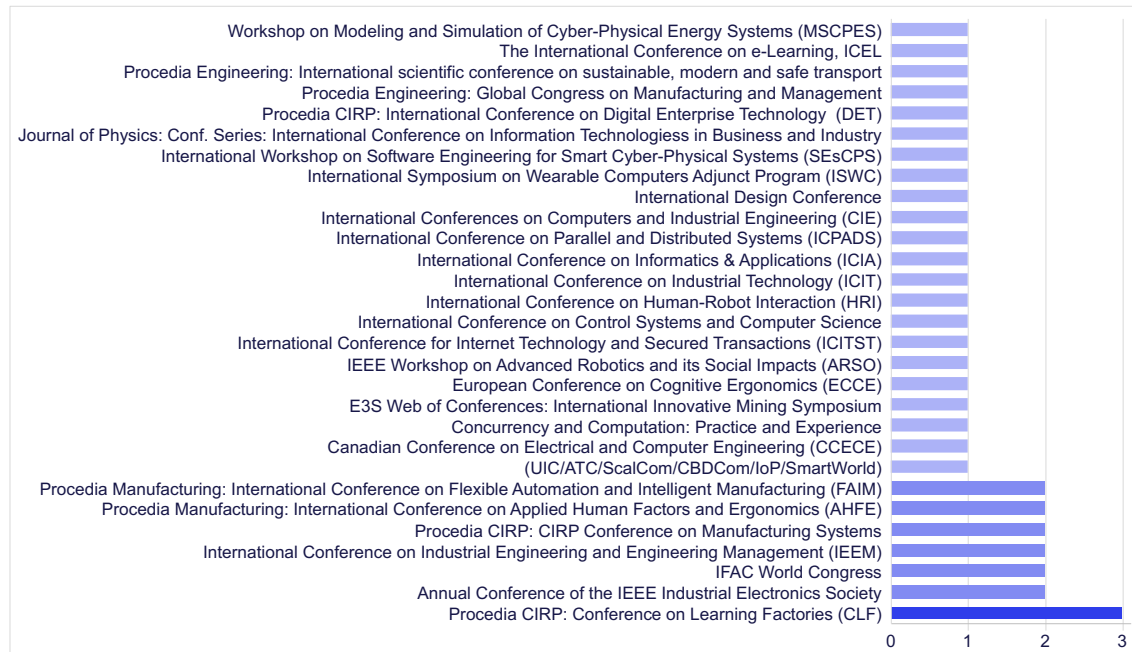 Workshop on Modeling and Simulation of Cyber-Physical Energy Systems (MSCPES)
The International Conference on e-Learning, ICEL
Procedia Engineering: International scientific conference on sustainable, modern and safe transport
Procedia Engineering: Global Congress on Manufacturing and Management
Procedia CIRP: International Conference on Digital Enterprise Technology (DET)
Journal of Physics: Conf. Series: International Conference on Information Technologiess in Business and Industry
International Workshop on Software Engineering for Smart Cyber-Physical Systems (SEsCPS)
International Symposium on Wearable Computers Adjunct Program (ISWC)
International Design Conference
International Conferences on Computers and Industrial Engineering (CIE)
International Conference on Parallel and Distributed Systems (ICPADS)
International Conference on Informatics & Applications (ICIA)
International Conference on Industrial Technology (ICIT)
International Conference on Human-Robot Interaction (HRI)
International Conference on Control Systems and Computer Science
International Conference for Internet Technology and Secured Transactions (ICITST)
IEEE Workshop on Advanced Robotics and its Social Impacts (ARSO)
European Conference on Cognitive Ergonomics (ECCE)
E3S Web of Conferences: International Innovative Mining Symposium
Concurrency and Computation: Practice and Experience
Canadian Conference on Electrical and Computer Engineering (CCECE)
(UIC/ATC/ScalCom/CBDCom/IoP/SmartWorld)
Procedia Manufacturing: International Conference on Flexible Automation and Intelligent Manufacturing (FAIM)
Procedia Manufacturing: International Conference on Applied Human Factors and Ergonomics (AHFE)
Procedia CIRP: CIRP Conference on Manufacturing Systems
International Conference on Industrial Engineering and Engineering Management (IEEM)
IFAC World Congress
Annual Conference of the IEEE Industrial Electronics Society
Procedia CIRP: Conference on Learning Factories (CLF)
0 1 2 3